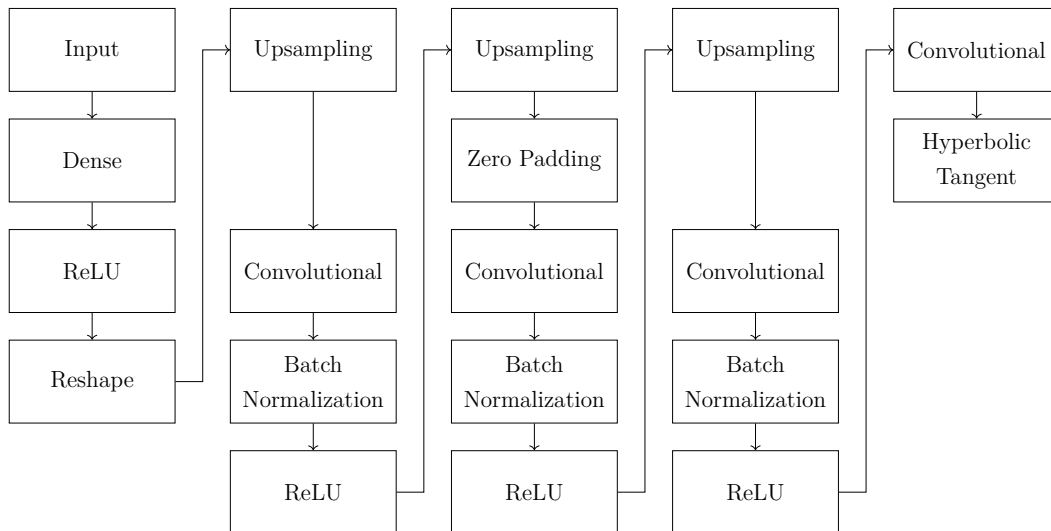 Input
Dense
ReLU
Reshape
Upsampling
Convolutional
Batch
Normalization
ReLU
Upsampling
Zero Padding
Convolutional
Batch
Normalization
ReLU
Upsampling
Convolutional
Batch
Normalization
ReLU
Convolutional
Hyperbolic
Tangent